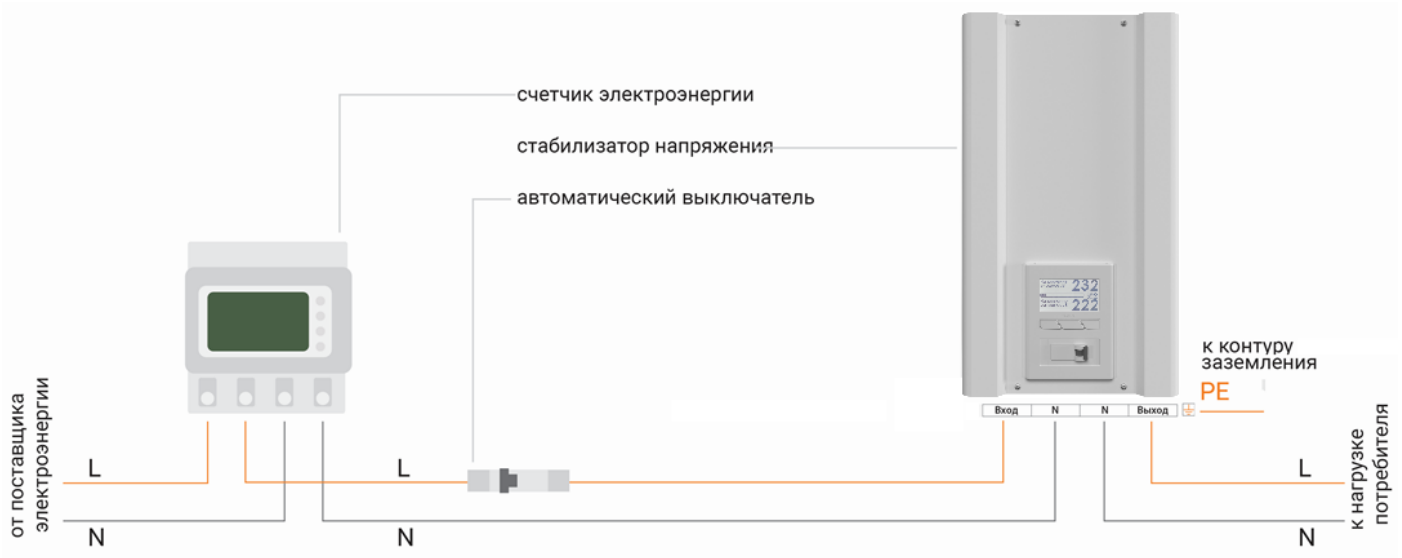 счетчик электроэнергии
стабилизатор напряжения
автоматический выключатель
232
222
к контуру
заземления
PE
Вход N N Выход
от поставщика
электроэнергии
L
N
L
N
L
N
к нагрузке
потребителя